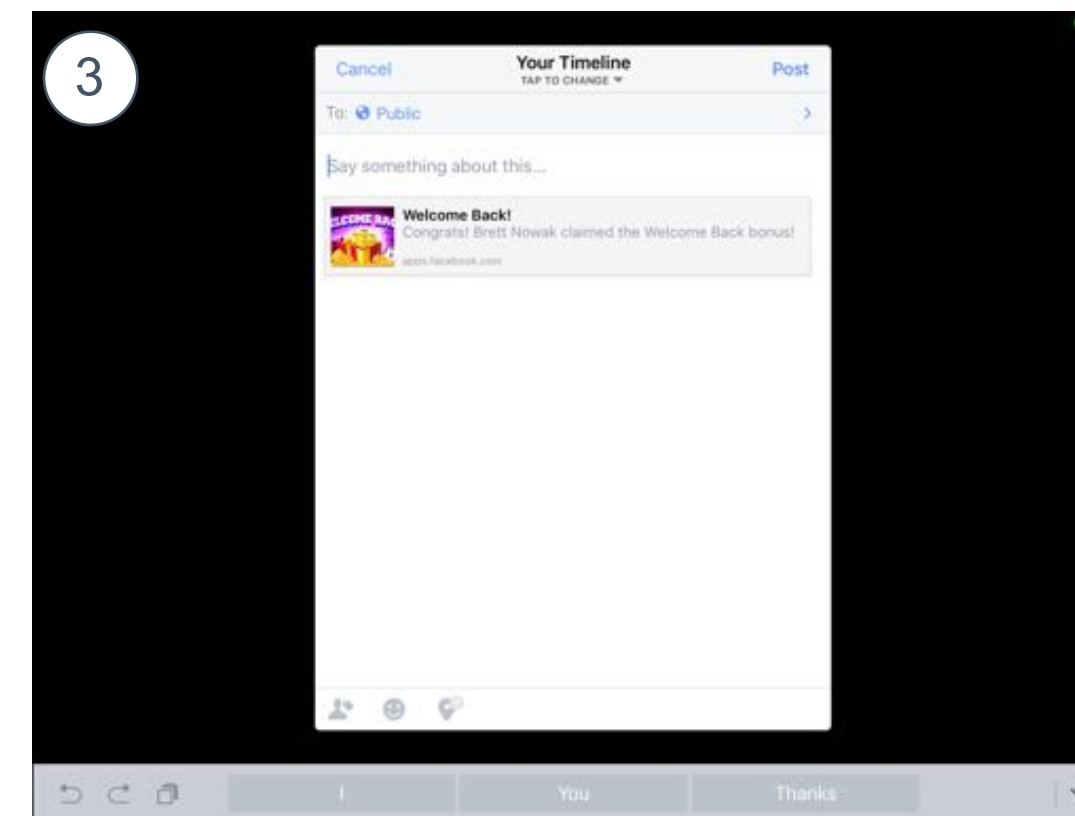 3
Cancel
Your Timeline
Post
TAP TO CHANGE
To: Public
Say something about this...
Welcome Back!
Congrats! Brett Nowak claimed the Welcome Back bonus!
apps.facebook.com
I You Thanks